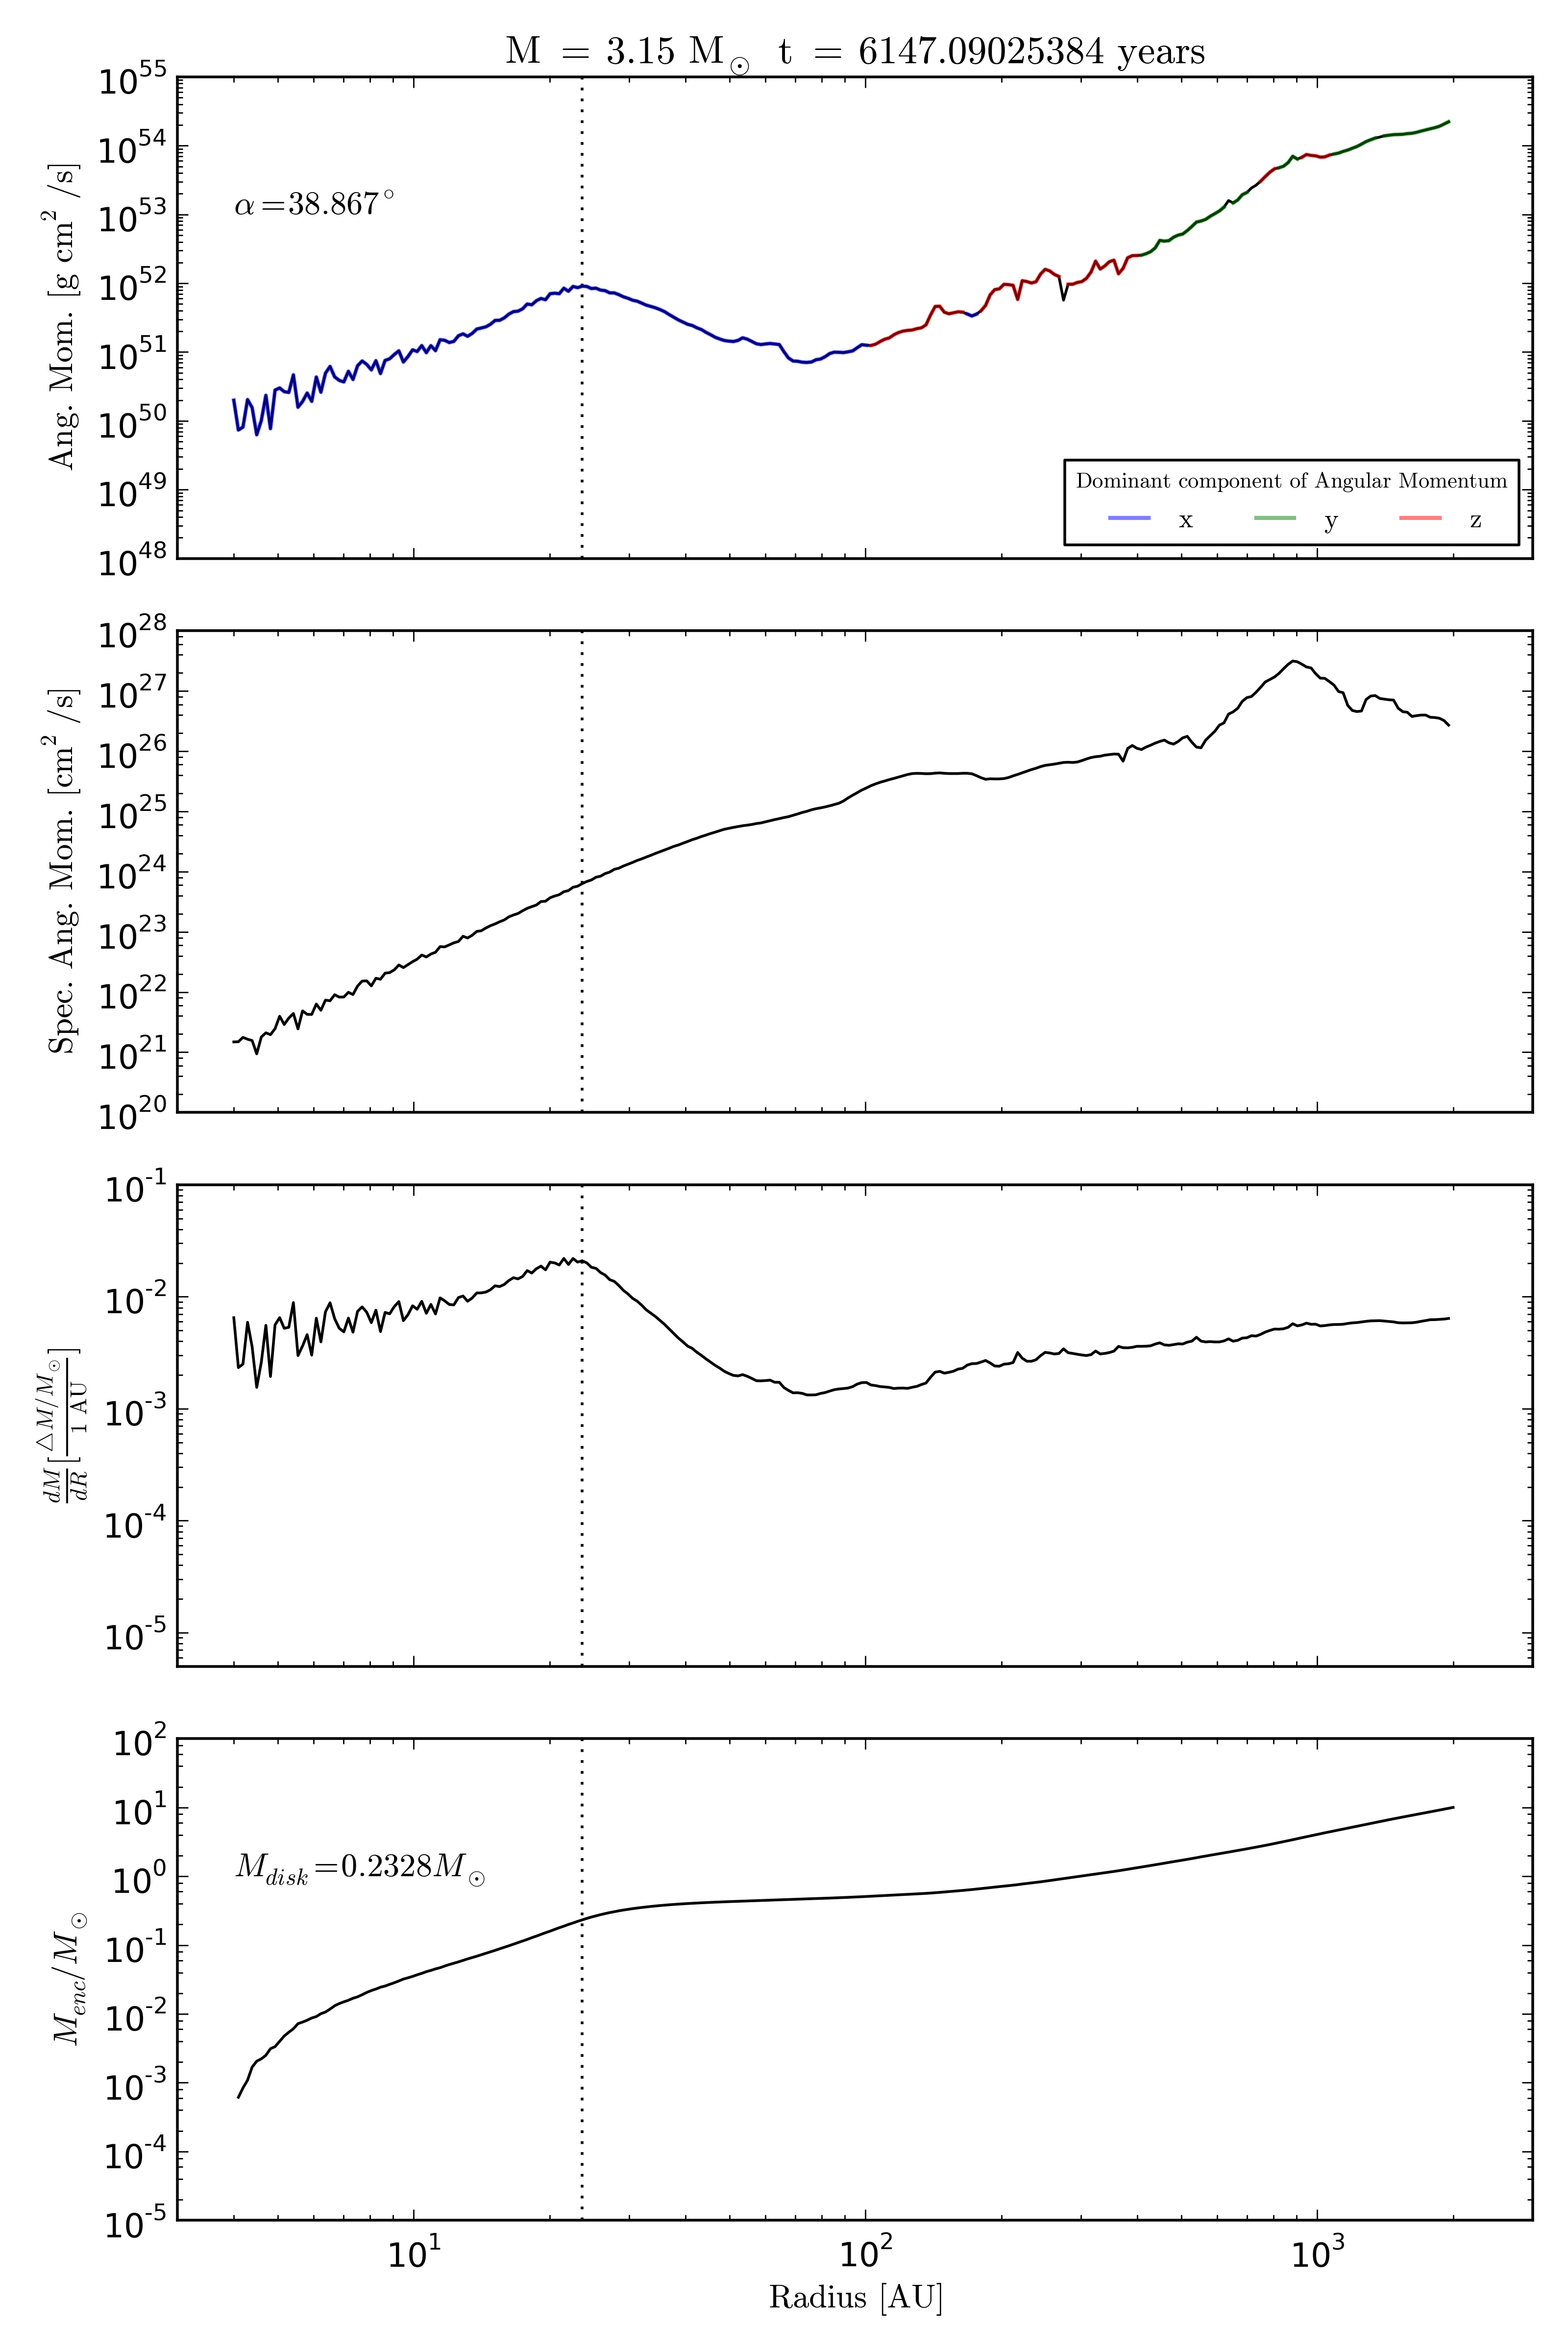 M = 3.15 M⊙ t = 6147.09025384 years
10^55
10^54
10^53
10^52
10^51
10^50
10^49
10^48
Ang. Mom. [g cm^2 /s]
α=38.867°
Dominant component of Angular Momentum
x y z
10^28
10^27
10^26
10^25
10^24
10^23
10^22
10^21
10^20
Spec. Ang. Mom. [cm^2 /s]
10^-1
10^-2
10^-3
10^-4
10^-5
dM/dR [△M/M⊙ / 1 AU]
10^2
10^1
10^0
10^-1
10^-2
10^-3
10^-4
10^-5
M_enc/M⊙
M_disk=0.2328M⊙
10^1 10^2 10^3
Radius [AU]